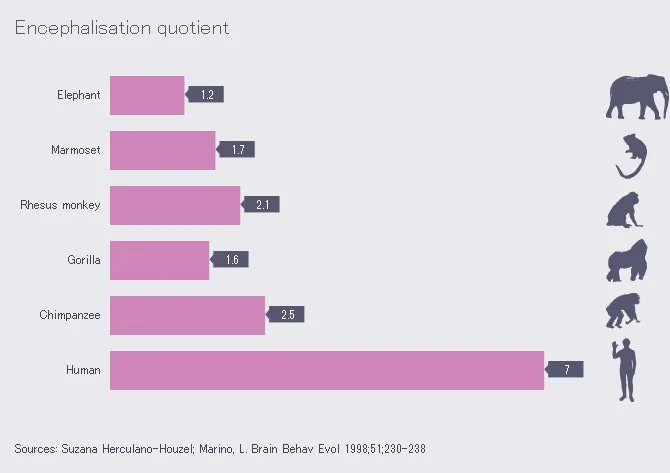 Encephalisation quotient
Elephant 1.2
Marmoset 1.7
Rhesus monkey 2.1
Gorilla 1.6
Chimpanzee 2.5
Human 7
Sources: Suzana Herculano-Houzel; Marino, L. Brain Behav Evol 1998;51;230-238